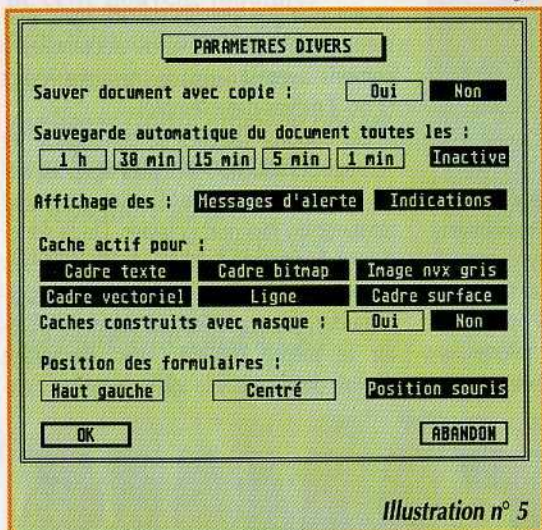 PARAMETRES DIVERS
Sauver document avec copie : Oui Non
Sauvegarde automatique du document toutes les :
1 h 30 min 15 min 5 min 1 min Inactive
Affichage des : Messages d'alerte Indications
Cache actif pour :
Cadre texte Cadre bitmap Image nvx gris
Cadre vectoriel Ligne Cadre surface
Caches construits avec masque : Oui Non
Position des formulaires :
Haut gauche Centré Position souris
OK ABANDON
Illustration n° 5